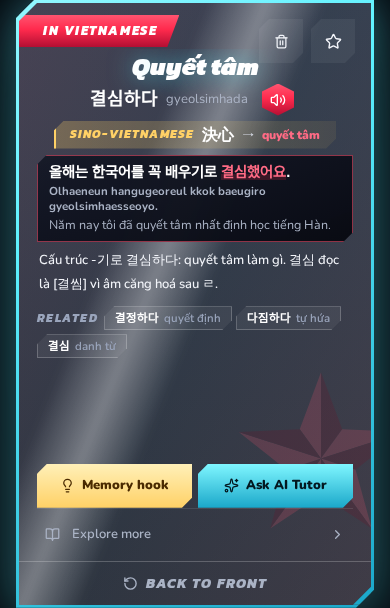 IN VIETNAMESE
Quyết tâm
결심하다 gyeolsimhada
SINO-VIETNAMESE 決心 → quyết tâm
올해는 한국어를 꼭 배우기로 결심했어요.
Olhaeneun hangugeoreul kkok baeugiro
gyeolsimhaesseoyo.
Năm nay tôi đã quyết tâm nhất định học tiếng Hàn.
Cấu trúc -기로 결심하다: quyết tâm làm gì. 결심 đọc
là [결씸] vì âm căng hoá sau ㄹ.
RELATED 결정하다 quyết định 다짐하다 tự hứa
결심 danh từ
Memory hook Ask AI Tutor
Explore more
BACK TO FRONT